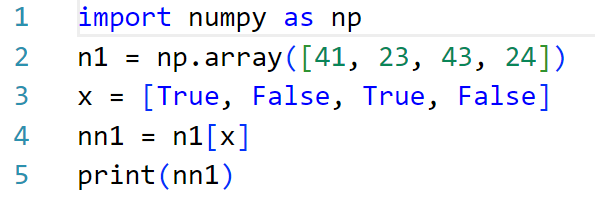 1 import numpy as np
2 n1 = np.array([41, 23, 43, 24])
3 x = [True, False, True, False]
4 nn1 = n1[x]
5 print(nn1)